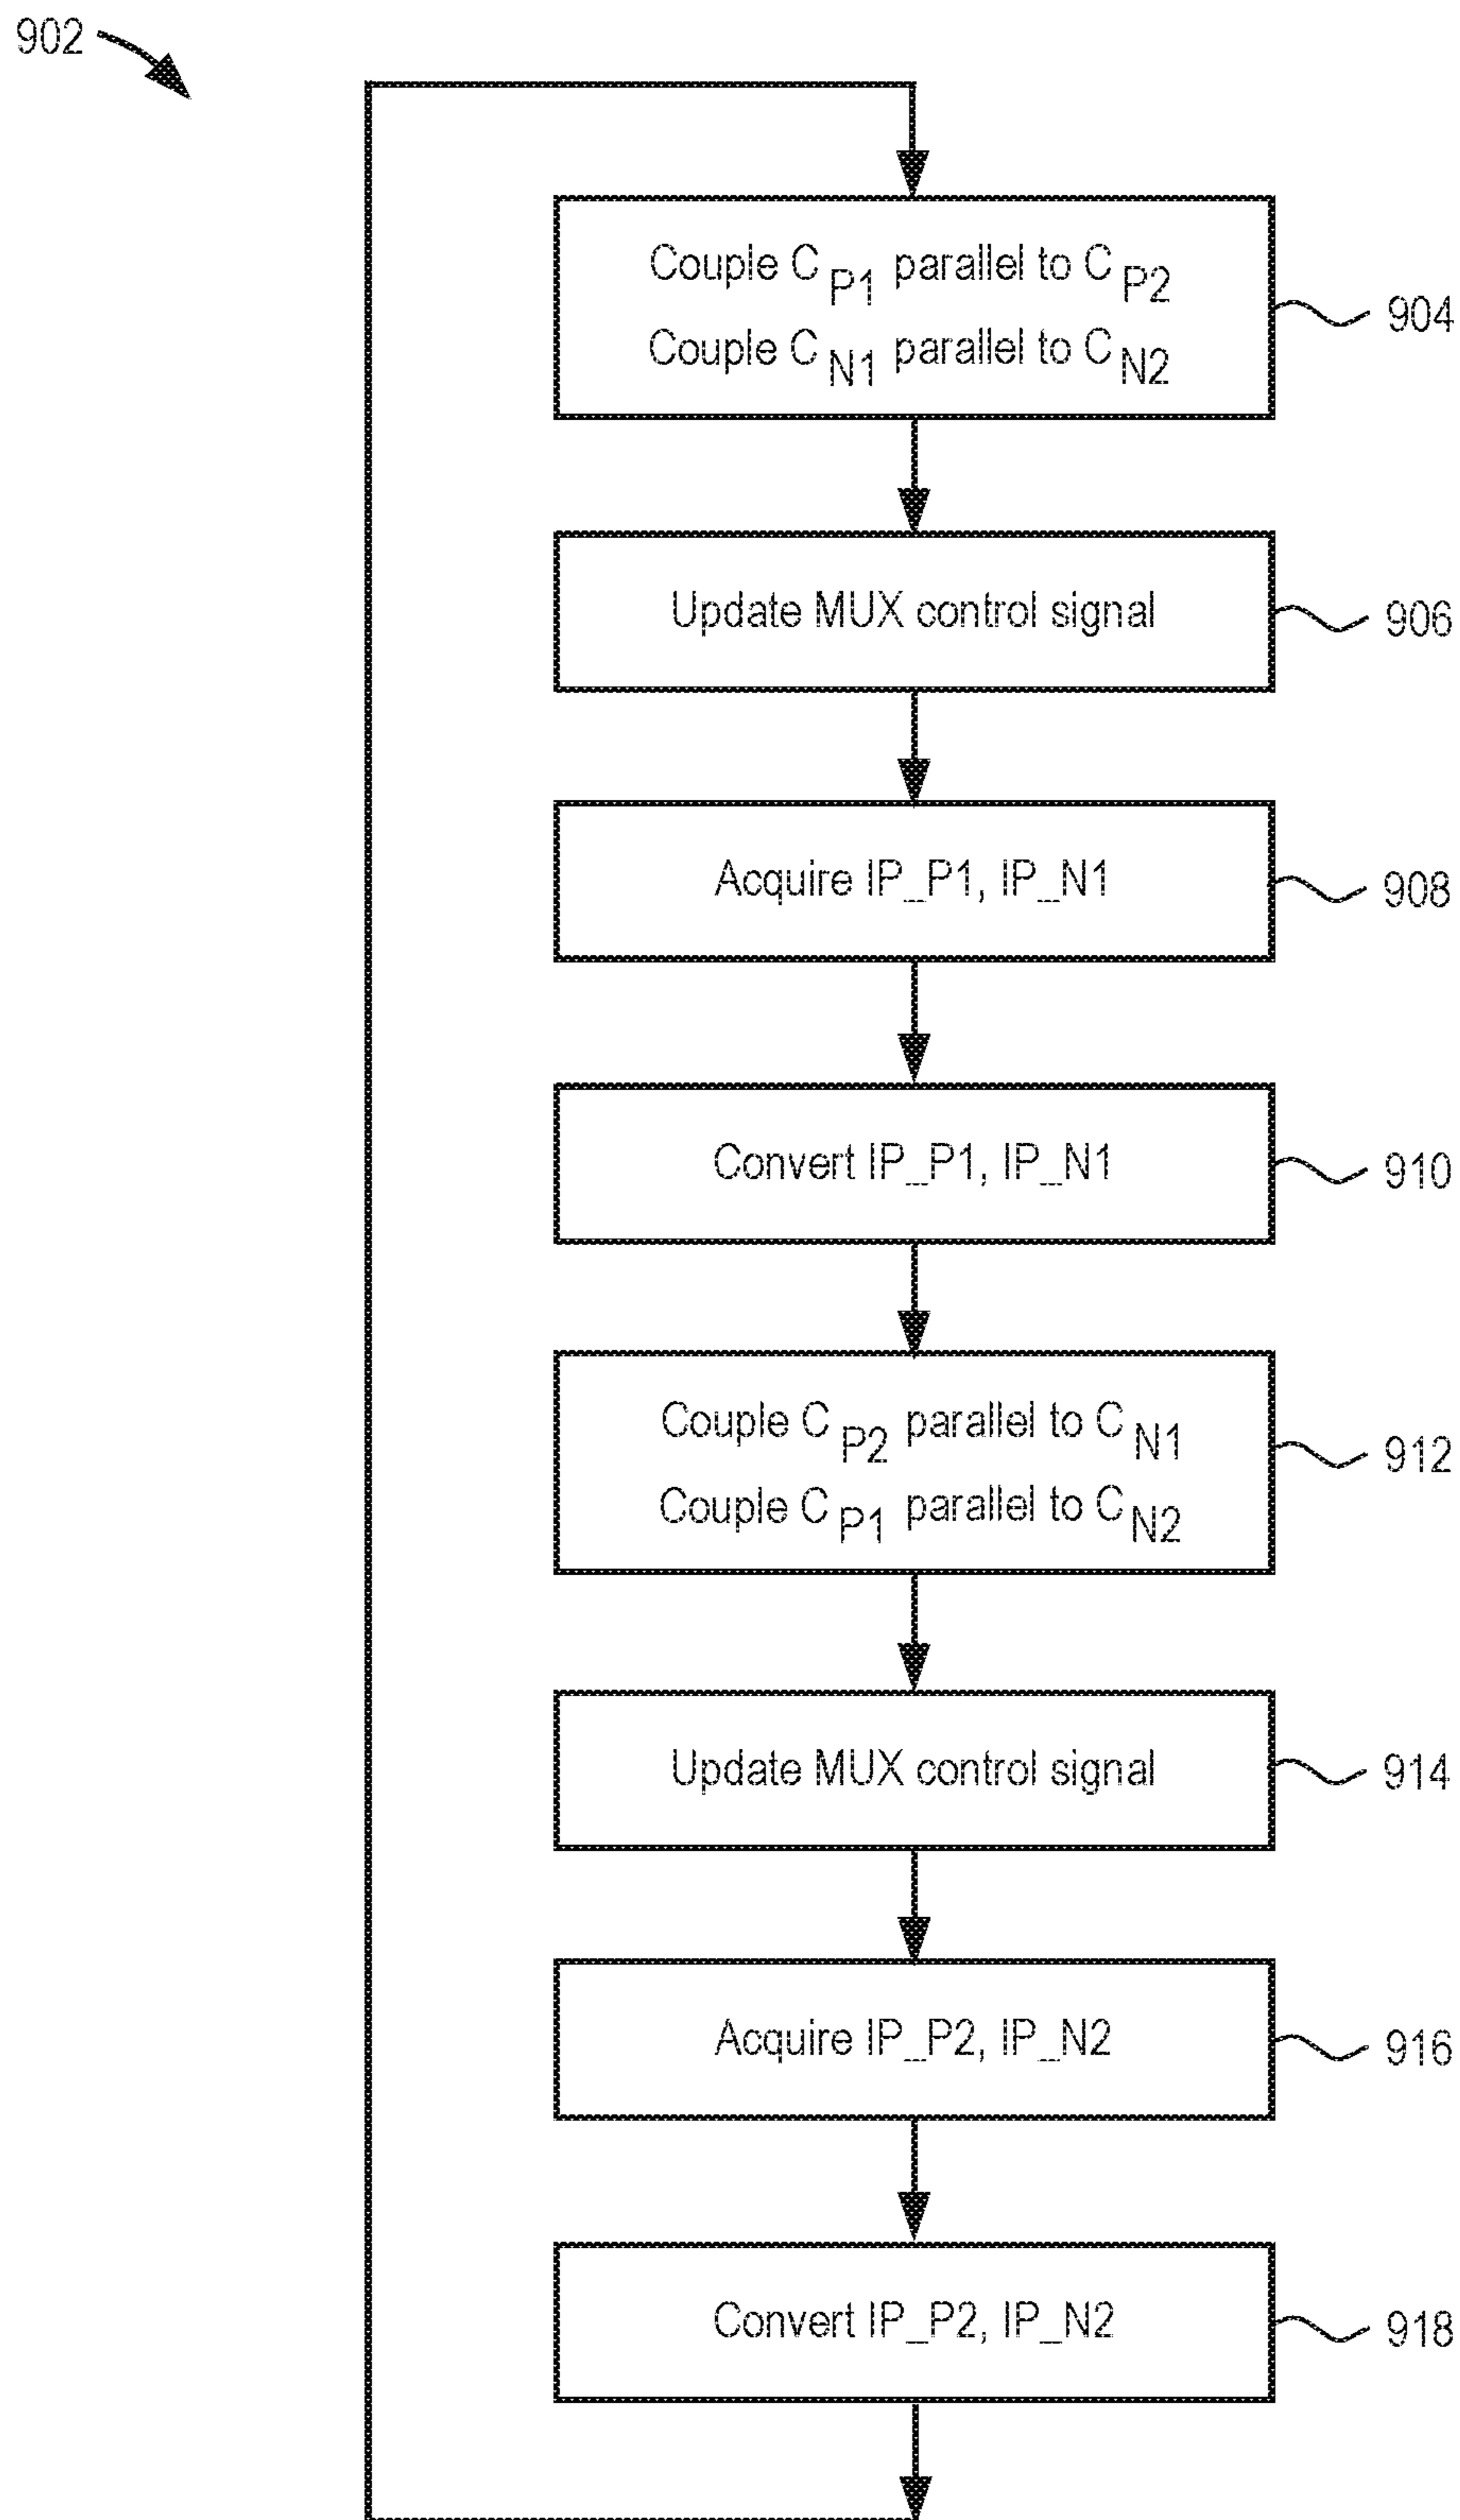 902
Couple C P1 parallel to C P2
Couple C N1 parallel to C N2
904
Update MUX control signal
906
Acquire IP_P1, IP_N1
908
Convert IP_P1, IP_N1
910
Couple C P2 parallel to C N1
Couple C P1 parallel to C N2
912
Update MUX control signal
914
Acquire IP_P2, IP_N2
916
Convert IP_P2, IP_N2
918